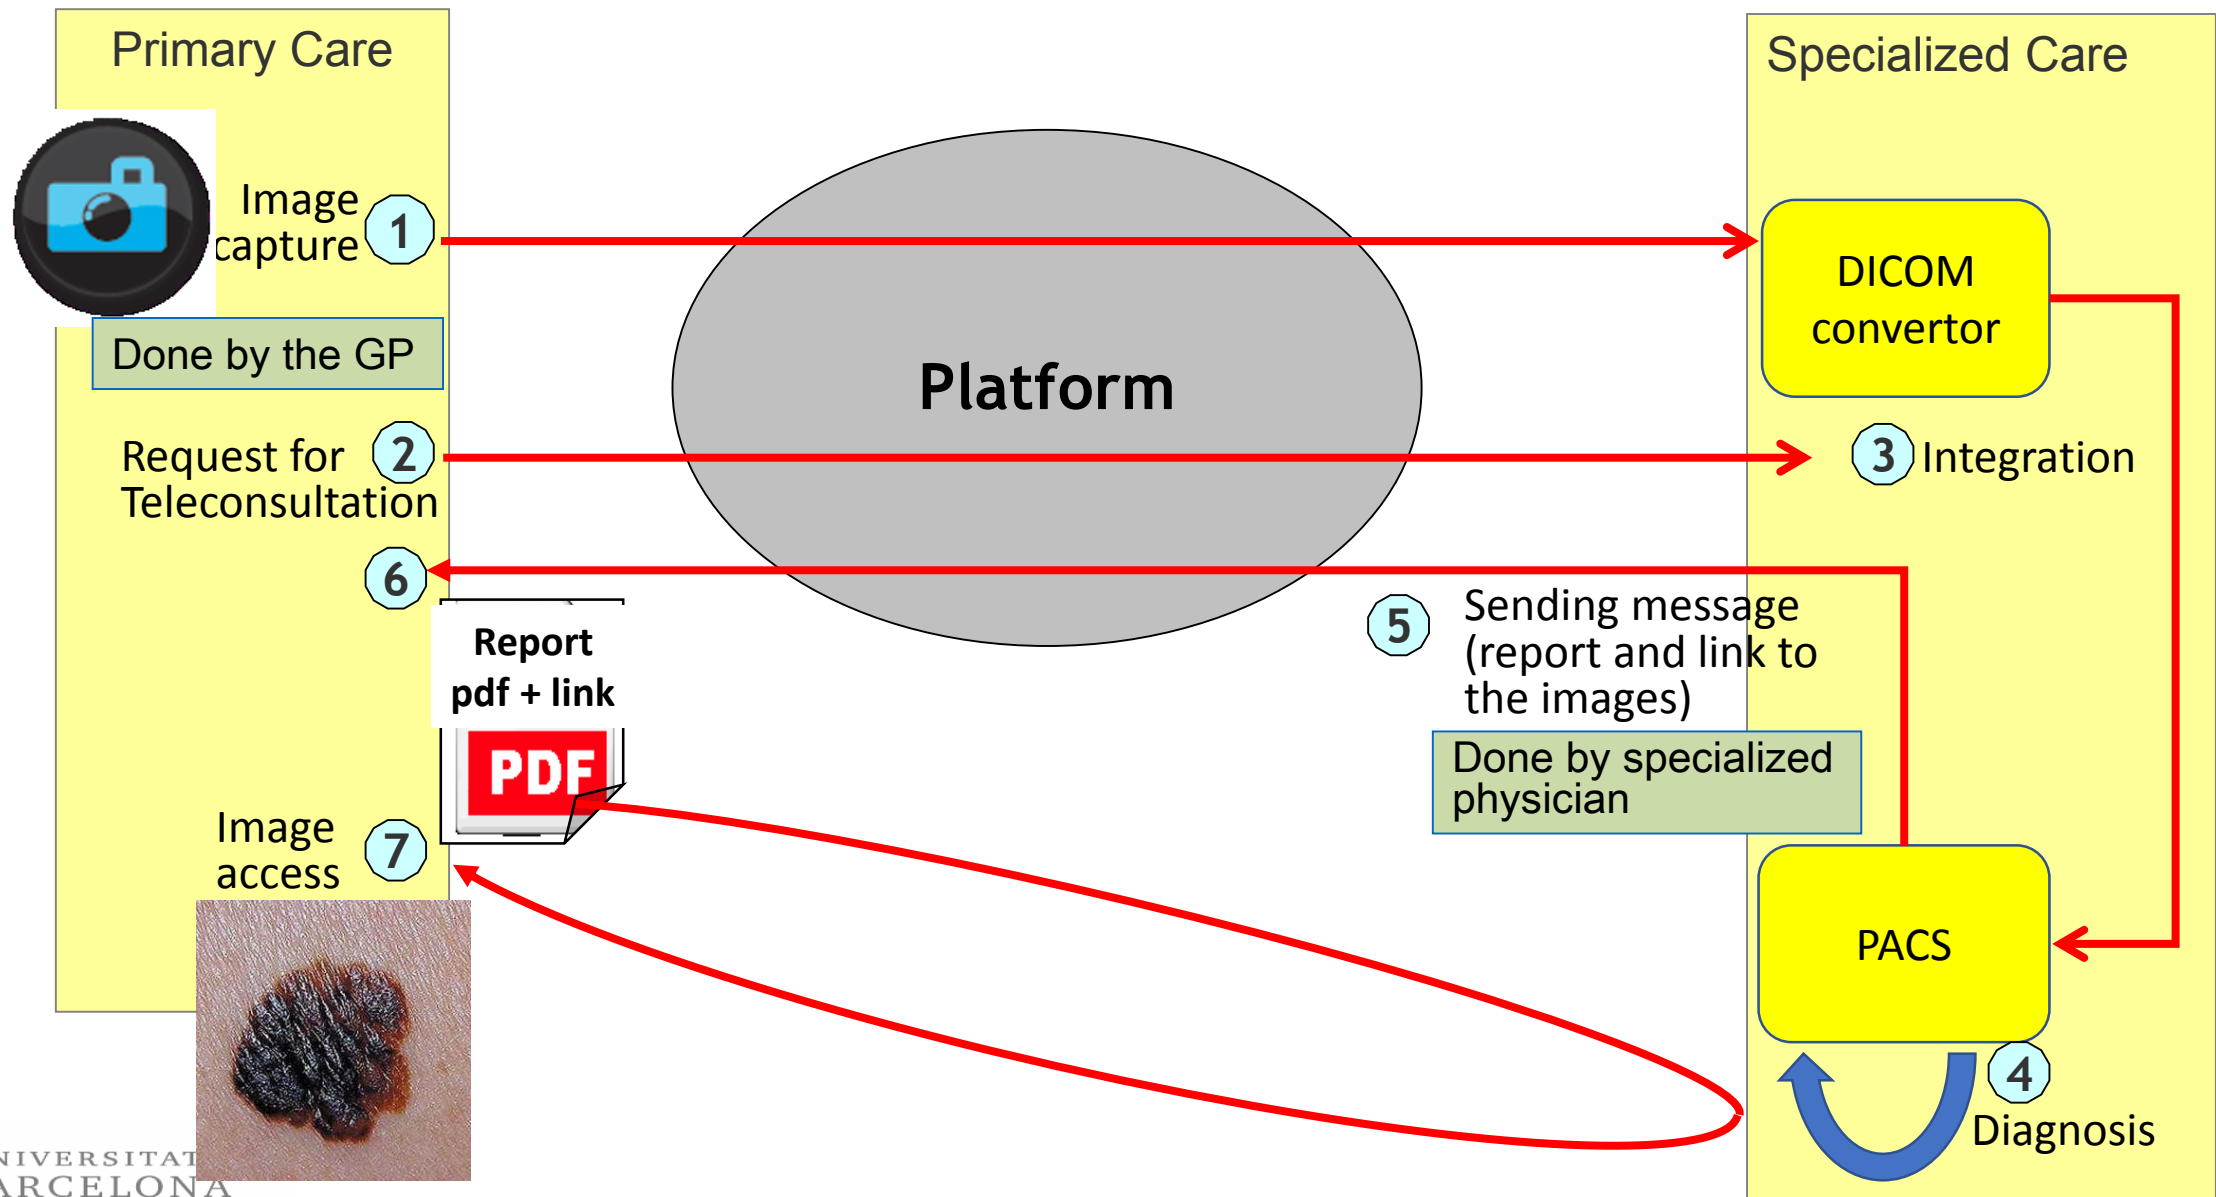 Primary Care
Specialized Care
Image
capture
1
DICOM
convertor
Done by the GP
Platform
Request for
Teleconsultation
2
3
Integration
6
Report
pdf + link
PDF
5
Sending message
(report and link to
the images)
Done by specialized
physician
Image
access
7
PACS
4
Diagnosis
NIVERSITAT
ARCELONA